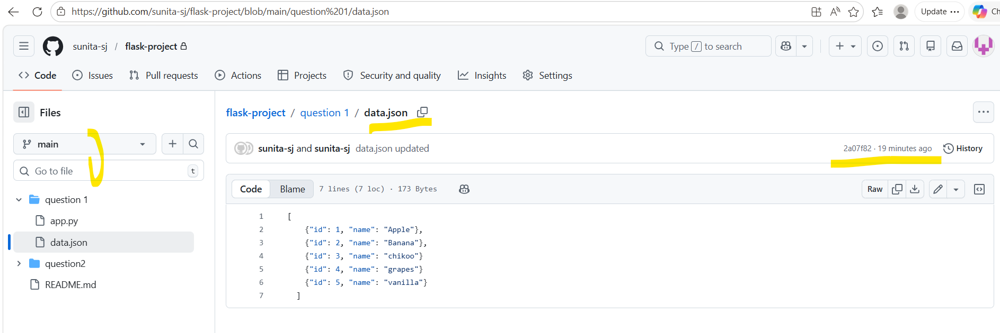 https://github.com/sunita-sj/flask-project/blob/main/question%201/data.json
Update
sunita-sj / flask-project
Type / to search
Code Issues Pull requests Actions Projects Security and quality Insights Settings
Files
main
Go to file t
question 1
app.py
data.json
question2
README.md
flask-project / question 1 / data.json
sunita-sj and sunita-sj data.json updated
2a07f82 · 19 minutes ago History
Code Blame 7 lines (7 loc) · 173 Bytes
Raw
1 [
2 {"id": 1, "name": "Apple"},
3 {"id": 2, "name": "Banana"},
4 {"id": 3, "name": "chikoo"}
5 {"id": 4, "name": "grapes"}
6 {"id": 5, "name": "vanilla"}
7 ]